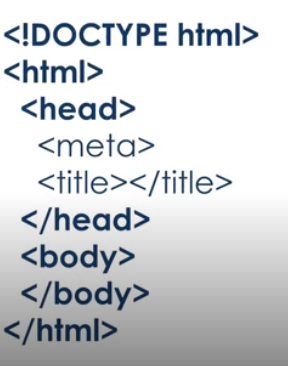 <!DOCTYPE html>
<html>
<head>
<meta>
<title></title>
</head>
<body>
</body>
</html>